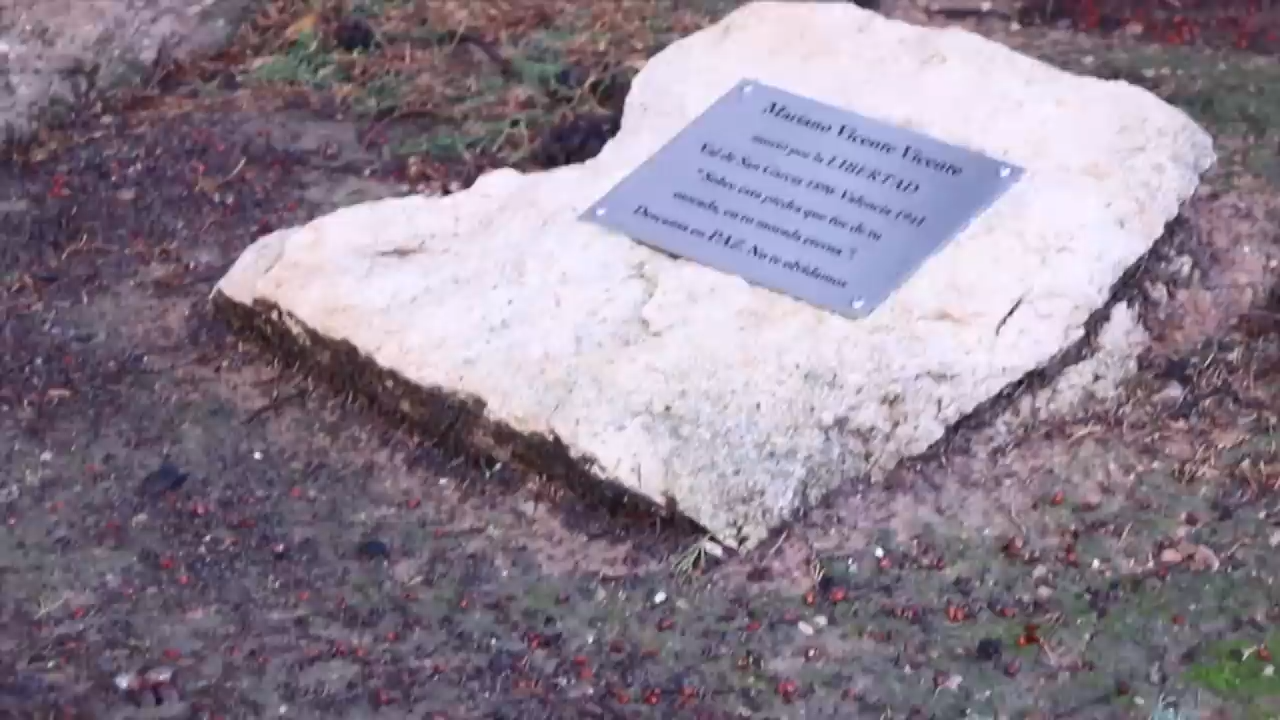 Mariano Vicente Vicente
murió por la LIBERTAD
Val de San García 1896 Valencia 1941
"Sobre esta piedra que fue de tu
morada, en tu morada eterna"
Descansa en PAZ. No te olvidamos